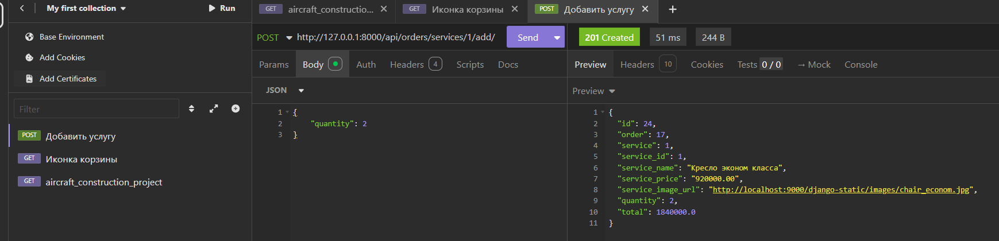 My first collection
Run
Base Environment
Add Cookies
Add Certificates
Filter
POST Добавить услугу
GET Иконка корзины
GET aircraft_construction_project
GET aircraft_constructio... ×
GET Иконка корзины ×
POST Добавить услугу × +
POST http://127.0.0.1:8000/api/orders/services/1/add/ Send
Params Body Auth Headers 4 Scripts Docs
JSON
1 {
2 "quantity": 2
3 }
201 Created 51 ms 244 B
Preview Headers 10 Cookies Tests 0 / 0 → Mock Console
Preview
1 {
2 "id": 24,
3 "order": 17,
4 "service": 1,
5 "service_id": 1,
6 "service_name": "Кресло эконом класса",
7 "service_price": "920000.00",
8 "service_image_url": "http://localhost:9000/django-static/images/chair_econom.jpg",
9 "quantity": 2,
10 "total": 1840000.0
11 }